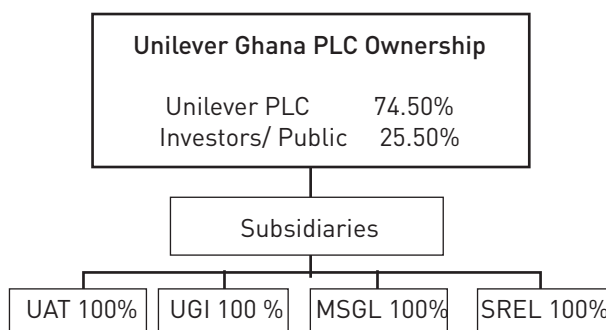 Unilever Ghana PLC Ownership
Unilever PLC 74.50%
Investors/ Public 25.50%
Subsidiaries
UAT 100% UGI 100 % MSGL 100% SREL 100%